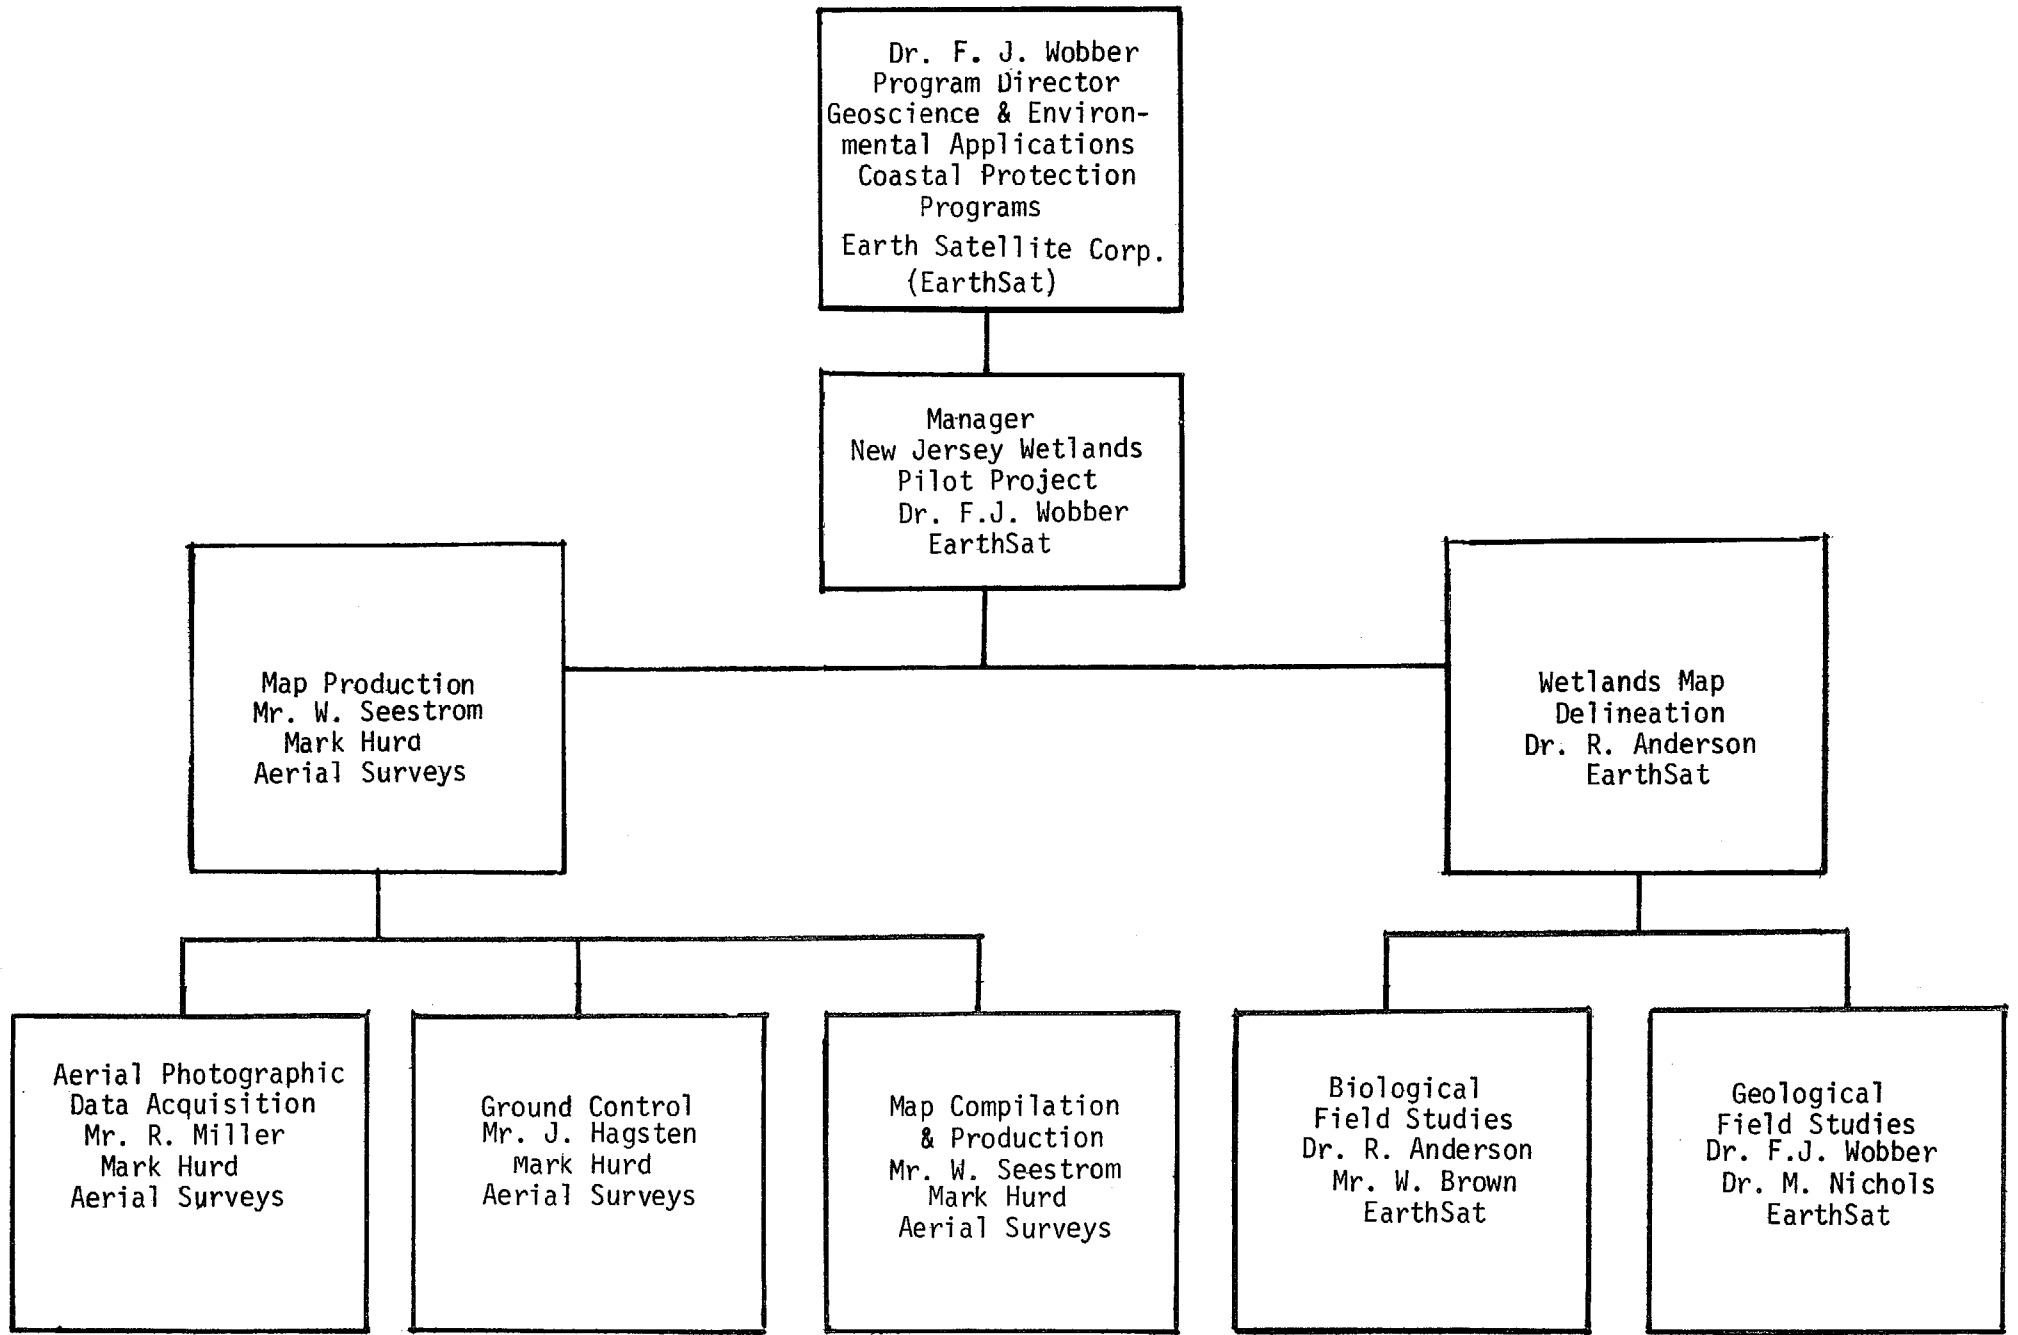 Dr. F. J. Wobber
Program Director
Geoscience & Environ-
mental Applications
Coastal Protection
Programs
Earth Satellite Corp.
(EarthSat)
Manager
New Jersey Wetlands
Pilot Project
Dr. F.J. Wobber
EarthSat
Map Production
Mr. W. Seestrom
Mark Hurd
Aerial Surveys
Wetlands Map
Delineation
Dr. R. Anderson
EarthSat
Aerial Photographic
Data Acquisition
Mr. R. Miller
Mark Hurd
Aerial Surveys
Ground Control
Mr. J. Hagsten
Mark Hurd
Aerial Surveys
Map Compilation
& Production
Mr. W. Seestrom
Mark Hurd
Aerial Surveys
Biological
Field Studies
Dr. R. Anderson
Mr. W. Brown
EarthSat
Geological
Field Studies
Dr. F.J. Wobber
Dr. M. Nichols
EarthSat